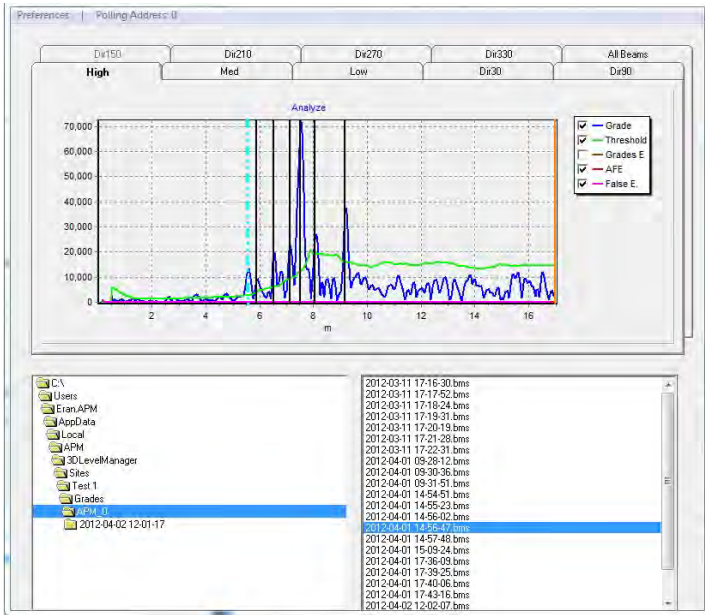 Preferences | Polling Address: 0
Dir150 Dir210 Dir270 Dir330 All Beams
High Med Low Dir30 Dir90
Analyze
70,000
60,000
50,000
40,000
30,000
20,000
10,000
0
2 4 6 8 10 12 14 16
m
Grade
Threshold
Grades E
AFE
False E.
C:\
Users
Eran.APM
AppData
Local
APM
3DLevelManager
Sites
Test 1
Grades
APM_0
2012-04-02 12-01-17
2012-03-11 17-16-30.bms
2012-03-11 17-17-52.bms
2012-03-11 17-18-24.bms
2012-03-11 17-19-31.bms
2012-03-11 17-20-19.bms
2012-03-11 17-21-28.bms
2012-03-11 17-22-31.bms
2012-04-01 09-28-12.bms
2012-04-01 09-30-36.bms
2012-04-01 09-31-51.bms
2012-04-01 14-54-51.bms
2012-04-01 14-55-23.bms
2012-04-01 14-56-02.bms
2012-04-01 14-56-47.bms
2012-04-01 14-57-48.bms
2012-04-01 15-09-24.bms
2012-04-01 17-36-09.bms
2012-04-01 17-39-25.bms
2012-04-01 17-40-06.bms
2012-04-01 17-43-16.bms
2012-04-02 12-02-07.bms